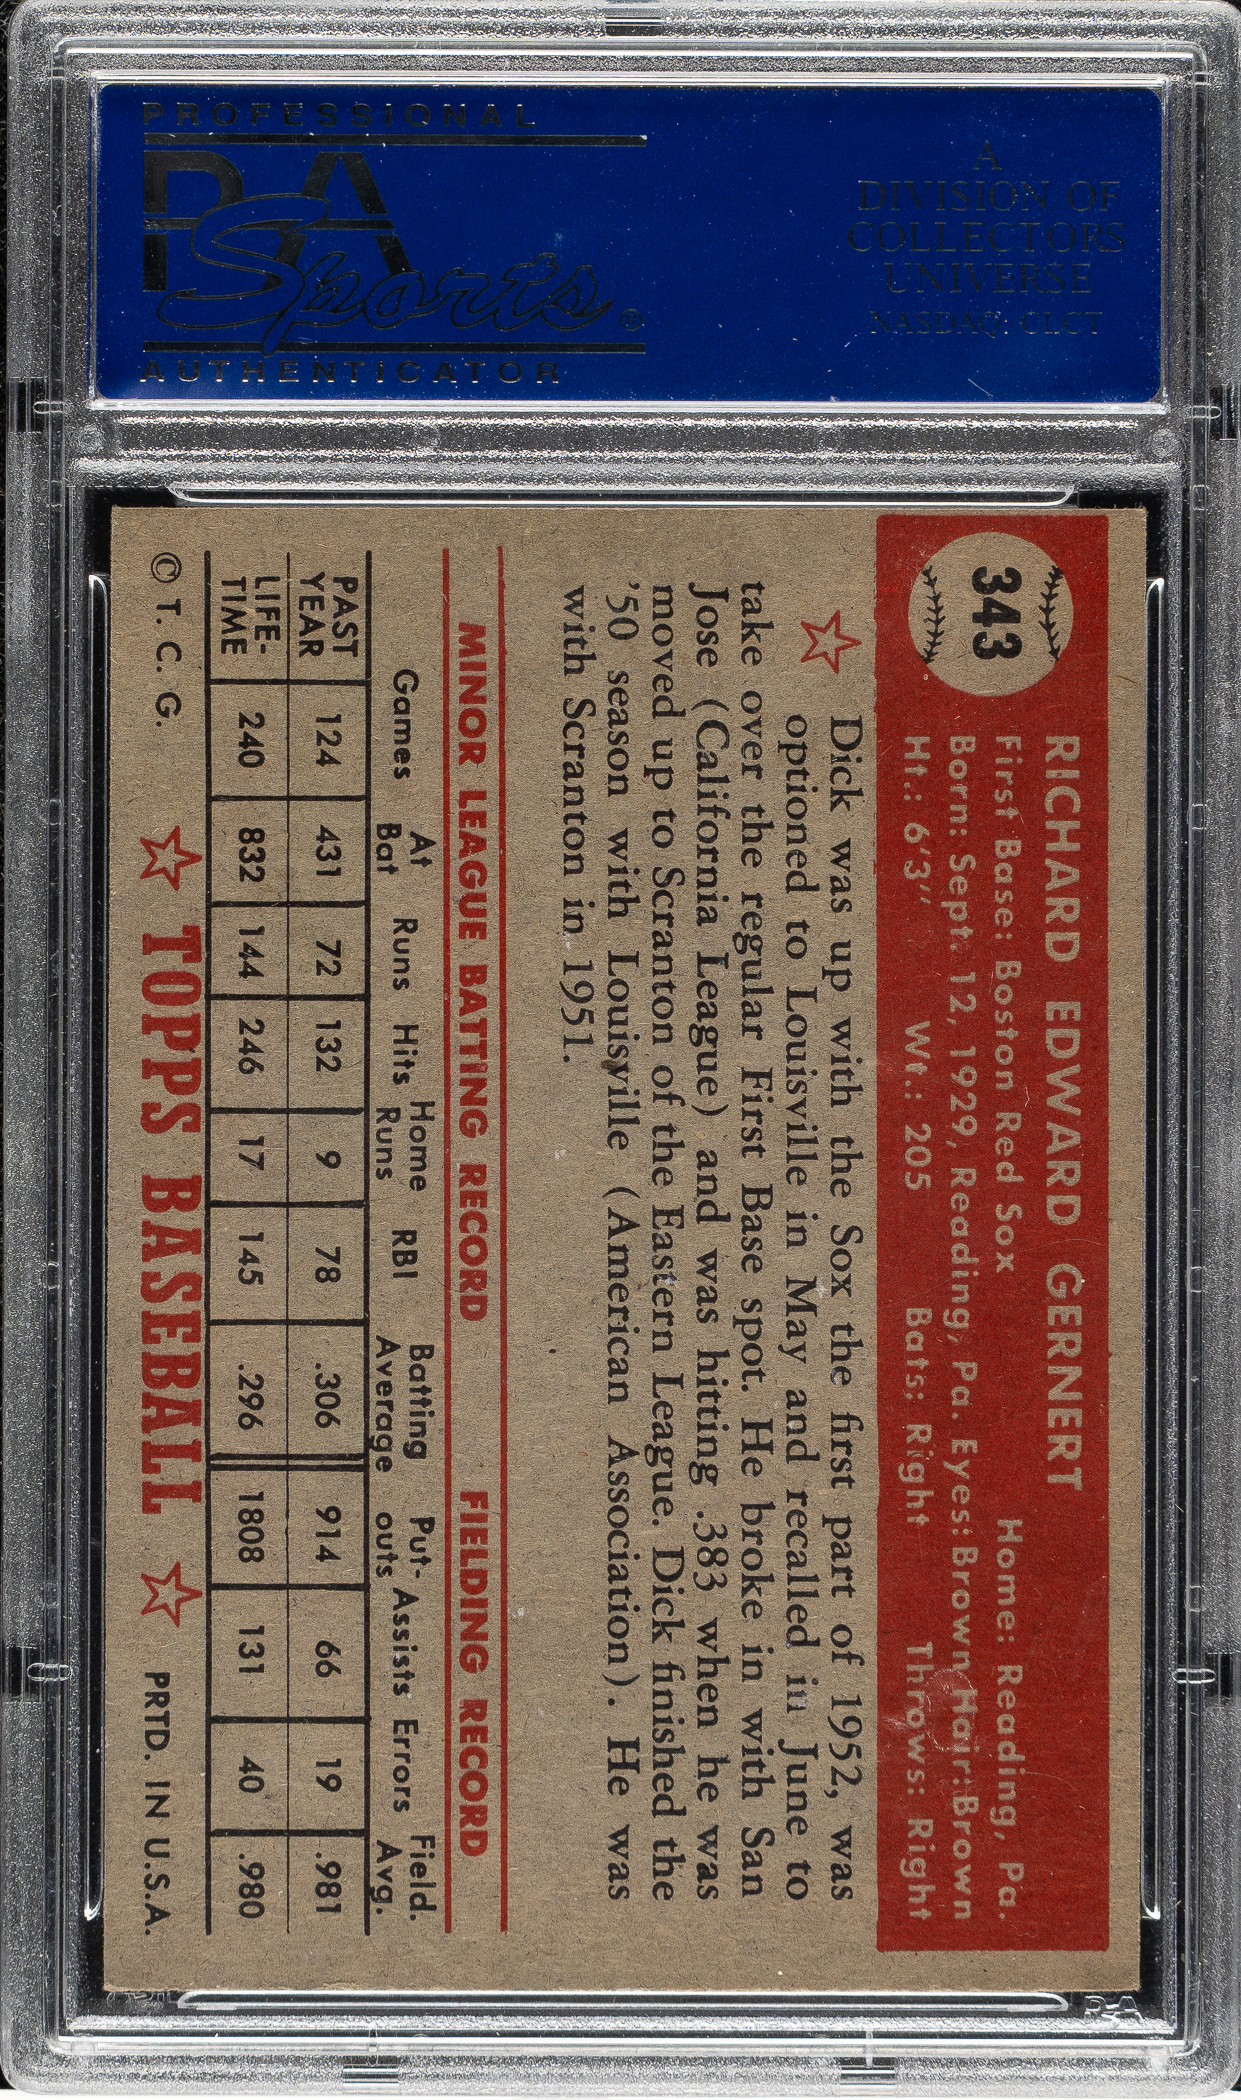 PROFESSIONAL
PSA
Sports®
AUTHENTICATOR
A
DIVISION OF
COLLECTORS
UNIVERSE
NASDAQ: CLCT
343
RICHARD EDWARD GERNERT
First Base: Boston Red Sox Home: Reading, Pa.
Born: Sept. 12, 1929, Reading, Pa. Eyes: Brown Hair: Brown
Ht.: 6'3" Wt.: 205 Bats: Right Throws: Right
Dick was up with the Sox the first part of 1952, was
optioned to Louisville in May and recalled in June to
take over the regular First Base spot. He broke in with San
Jose (California League) and was hitting .383 when he was
moved up to Scranton of the Eastern League. Dick finished the
'50 season with Louisville (American Association). He was
with Scranton in 1951.
MINOR LEAGUE BATTING RECORD FIELDING RECORD
Games At Bat Runs Hits Home Runs RBI Batting Average Put-outs Assists Errors Field. Avg.
PAST YEAR 124 431 72 132 9 78 .306 914 66 19 .981
LIFE-TIME 240 832 144 246 17 145 .296 1808 131 40 .980
© T. C. G. TOPPS BASEBALL PRTD. IN U.S.A.
PSA